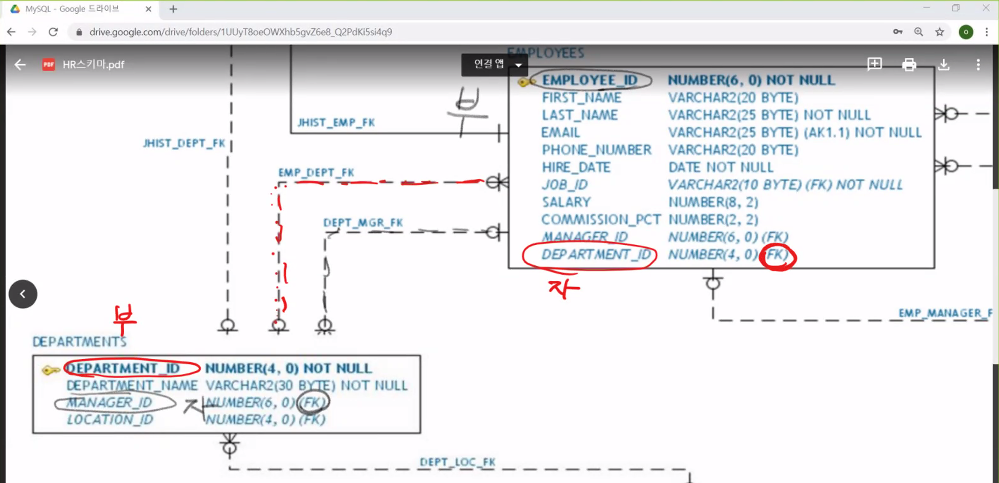 MySQL - Google 드라이브
drive.google.com/drive/folders/1UUyT8oeOWXhb5gvZ6e8_Q2PdKi5si4q9
o
PDF HR스키마.pdf
연결 앱
EMPLOYEES
EMPLOYEE_ID NUMBER(6, 0) NOT NULL
FIRST_NAME VARCHAR2(20 BYTE)
LAST_NAME VARCHAR2(25 BYTE) NOT NULL
EMAIL VARCHAR2(25 BYTE) (AK1.1) NOT NULL
PHONE_NUMBER VARCHAR2(20 BYTE)
HIRE_DATE DATE NOT NULL
JOB_ID VARCHAR2(10 BYTE) (FK) NOT NULL
SALARY NUMBER(8, 2)
COMMISSION_PCT NUMBER(2, 2)
MANAGER_ID NUMBER(6, 0) (FK)
DEPARTMENT_ID NUMBER(4, 0) (FK)
부
JHIST_EMP_FK
JHIST_DEPT_FK
EMP_DEPT_FK
DEPT_MGR_FK
자
EMP_MANAGER_F
부
DEPARTMENTS
DEPARTMENT_ID NUMBER(4, 0) NOT NULL
DEPARTMENT_NAME VARCHAR2(30 BYTE) NOT NULL
MANAGER_ID 자 NUMBER(6, 0) (FK)
LOCATION_ID NUMBER(4, 0) (FK)
DEPT_LOC_FK